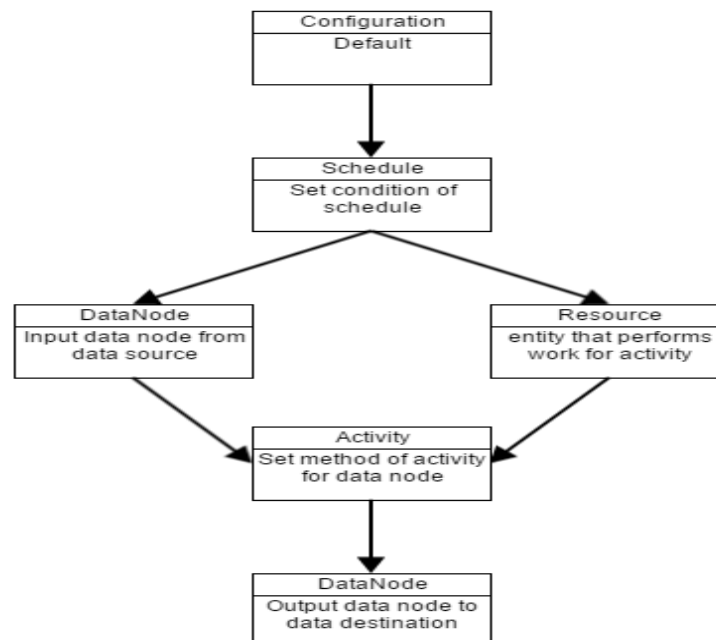 Configuration
Default
Schedule
Set condition of
schedule
DataNode
Input data node from
data source
Resource
entity that performs
work for activity
Activity
Set method of activity
for data node
DataNode
Output data node to
data destination